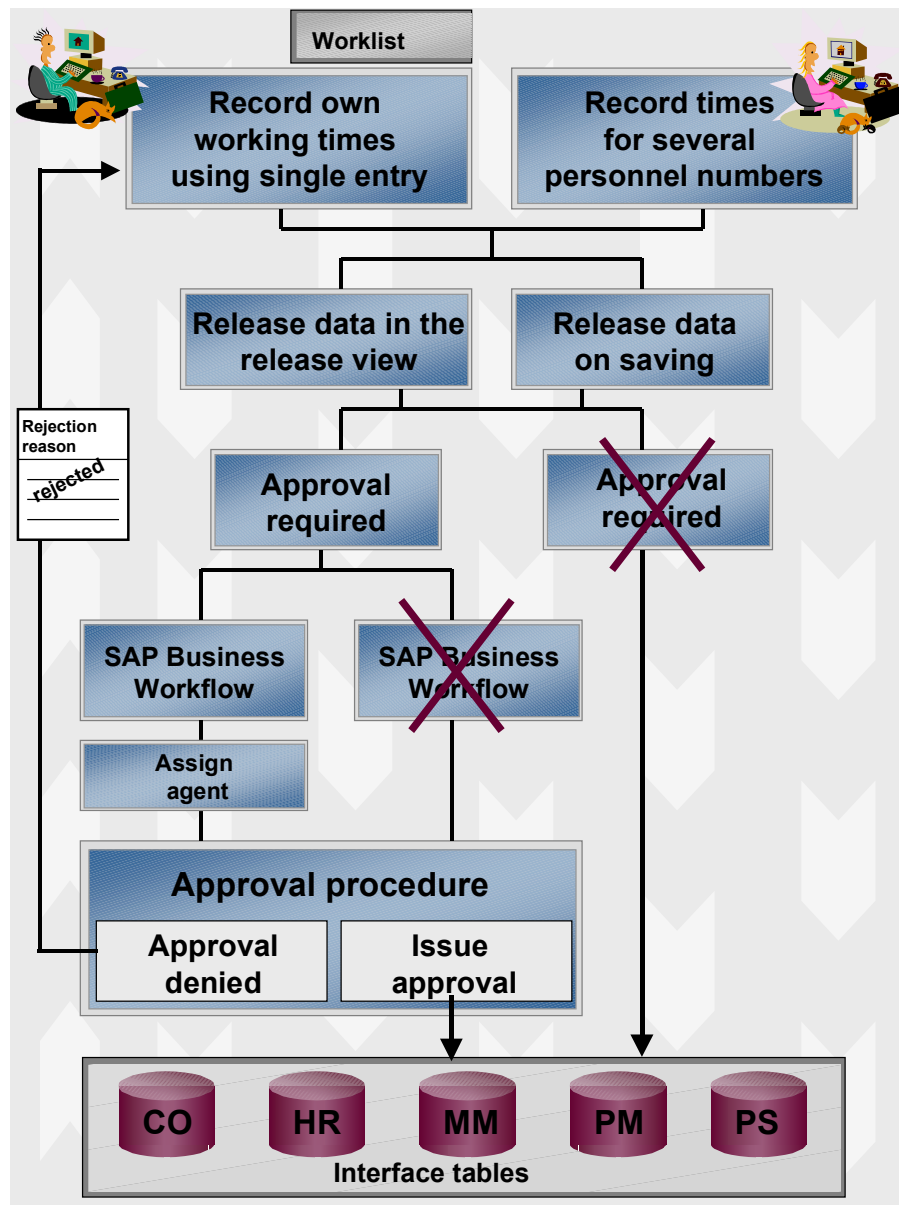 Worklist
Record own
working times
using single entry
Record times
for several
personnel numbers
Release data in the
release view
Release data
on saving
Rejection
reason
rejected
Approval
required
Approval
required
SAP Business
Workflow
SAP Business
Workflow
Assign
agent
Approval procedure
Approval
denied
Issue
approval
CO
HR
MM
PM
PS
Interface tables